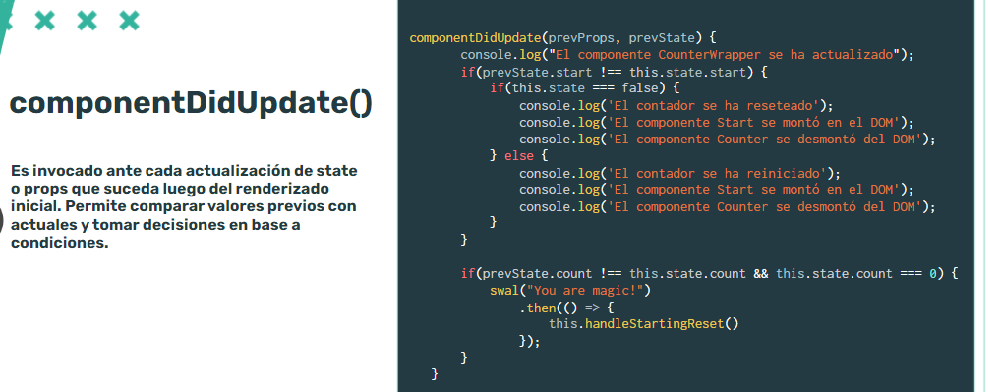 componentDidUpdate()
Es invocado ante cada actualización de state
o props que suceda luego del renderizado
inicial. Permite comparar valores previos con
actuales y tomar decisiones en base a
condiciones.
componentDidUpdate(prevProps, prevState) {
console.log("El componente CounterWrapper se ha actualizado");
if(prevState.start !== this.state.start) {
if(this.state === false) {
console.log('El contador se ha reseteado');
console.log('El componente Start se montó en el DOM');
console.log('El componente Counter se desmontó del DOM');
} else {
console.log('El contador se ha reiniciado');
console.log('El componente Start se montó en el DOM');
console.log('El componente Counter se desmontó del DOM');
}
}
if(prevState.count !== this.state.count && this.state.count === 0) {
swal("You are magic!")
.then(() => {
this.handleStartingReset()
});
}
}